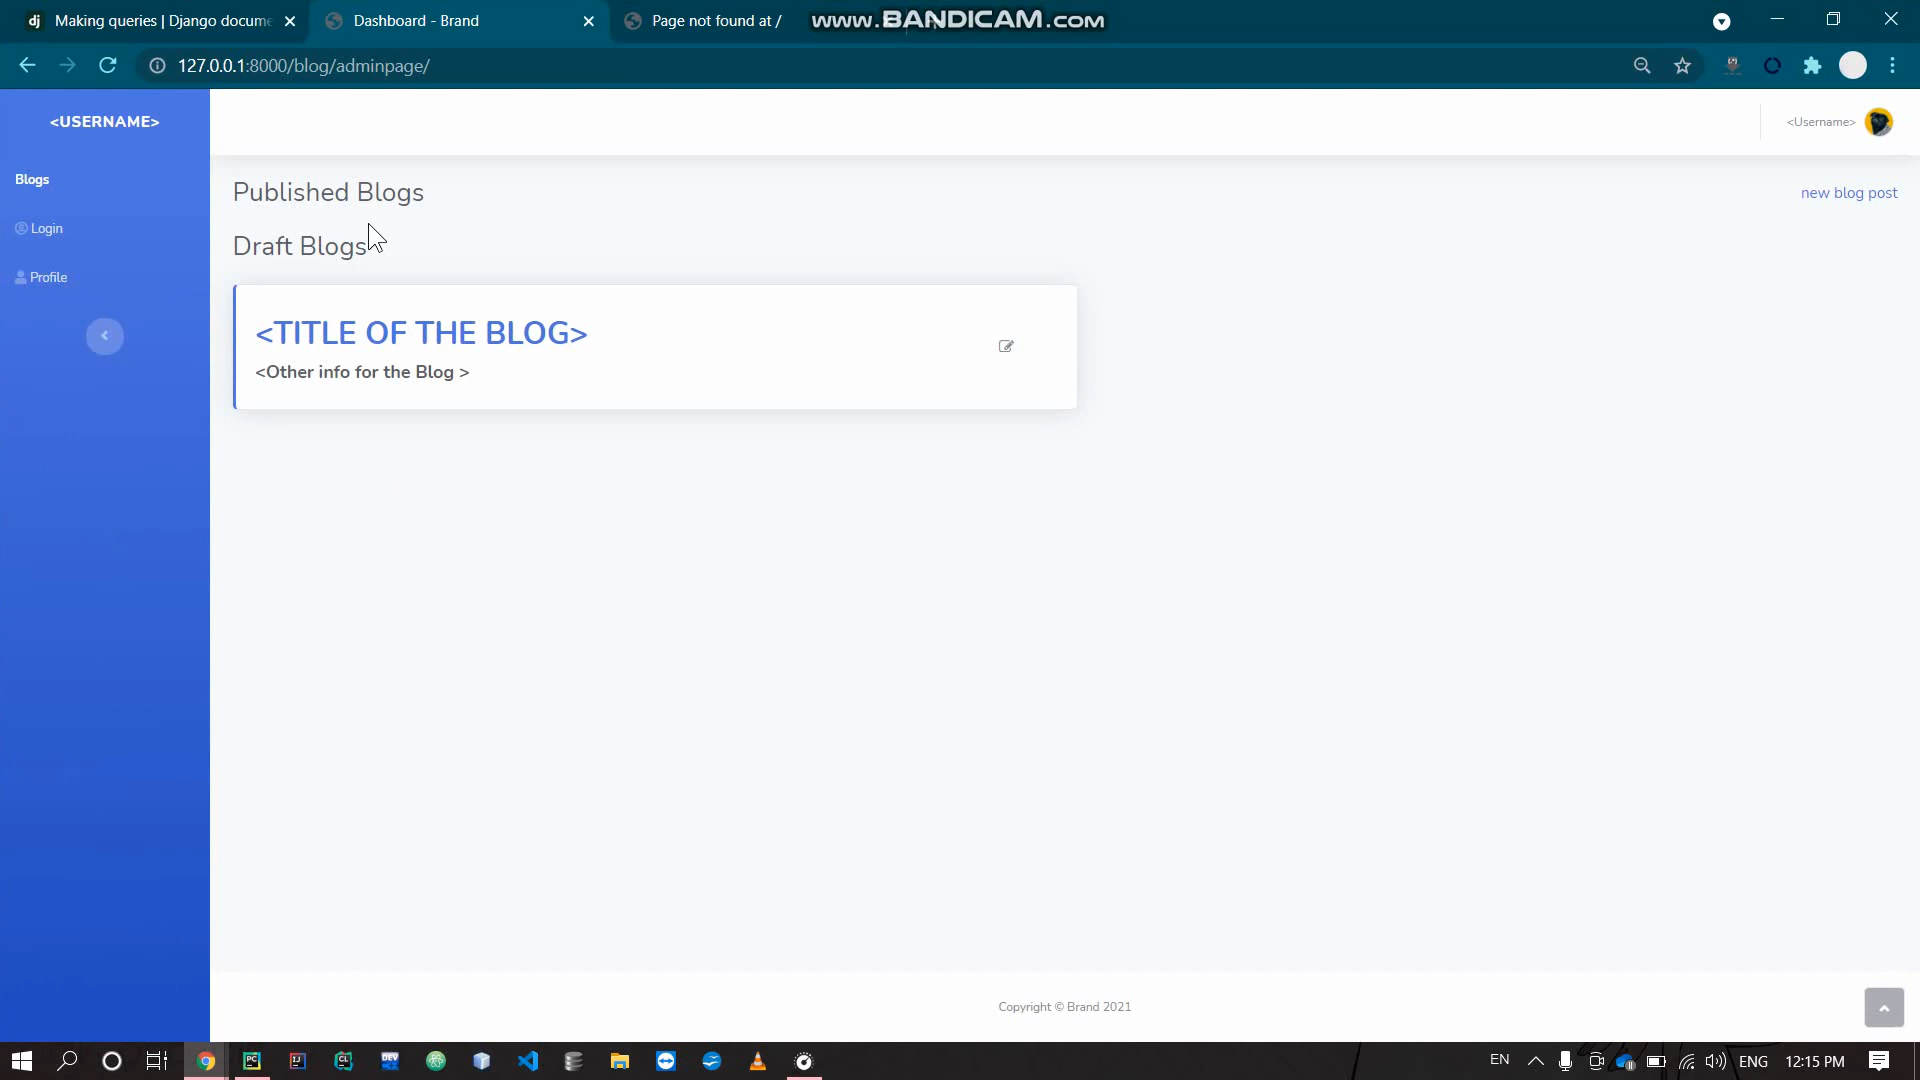 Making queries | Django docume
Dashboard - Brand
Page not found at /
www.BANDICAM.com
127.0.0.1:8000/blog/adminpage/
<USERNAME>
<Username>
Blogs
Login
Profile
Published Blogs
new blog post
Draft Blogs
<TITLE OF THE BLOG>
<Other info for the Blog >
Copyright © Brand 2021
EN
ENG
12:15 PM